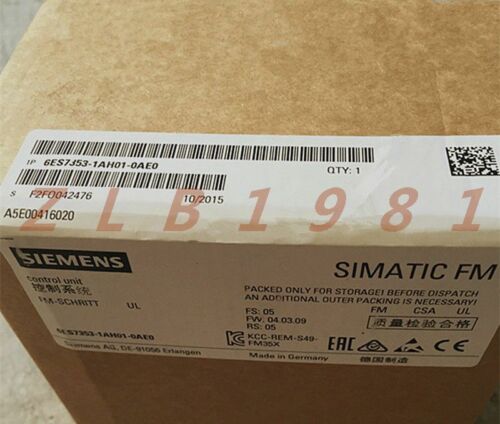 1P 6ES7353-1AH01-0AE0
QTY: 1
S F2F0042476
10/2015
A5E00416020
ZLB1981
SIEMENS
SIMATIC FM
control unit
控制系统
PACKED ONLY FOR STORAGE! BEFORE DISPATCH
AN ADDITIONAL OUTER PACKING IS NECESSARY!
FM-SCHRITT UL
FS: 05
FM CSA UL
FW: 04.03.09
RS: 05
质量检验合格
6ES7353-1AH01-0AE0
KCC-REM-S49-
FM35X
EAC
CE
Siemens AG, DE-91056 Erlangen
Made in Germany
德国制造